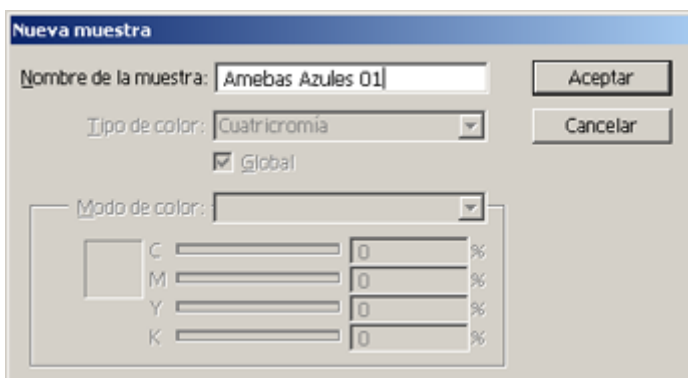 Nueva muestra
Nombre de la muestra: Amebas Azules 01 Aceptar
Tipo de color: Cuatricromía Cancelar
Global
Modo de color:
C 0 %
M 0 %
Y 0 %
K 0 %